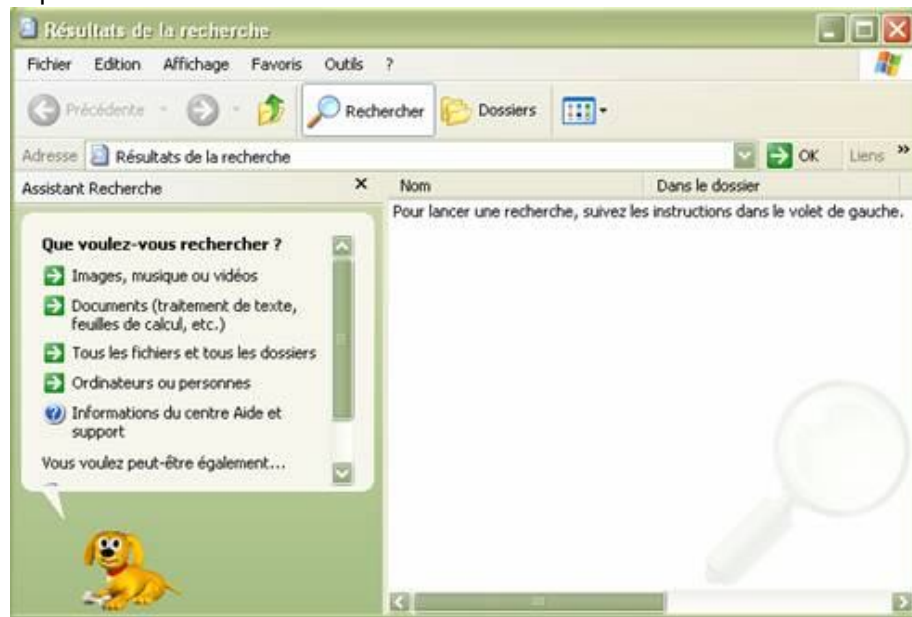 Résultats de la recherche
Fichier Edition Affichage Favoris Outils ?
Précédente Rechercher Dossiers
Adresse Résultats de la recherche OK Liens »
Assistant Recherche × Nom Dans le dossier
Pour lancer une recherche, suivez les instructions dans le volet de gauche.
Que voulez-vous rechercher ?
Images, musique ou vidéos
Documents (traitement de texte,
feuilles de calcul, etc.)
Tous les fichiers et tous les dossiers
Ordinateurs ou personnes
Informations du centre Aide et
support
Vous voulez peut-être également...